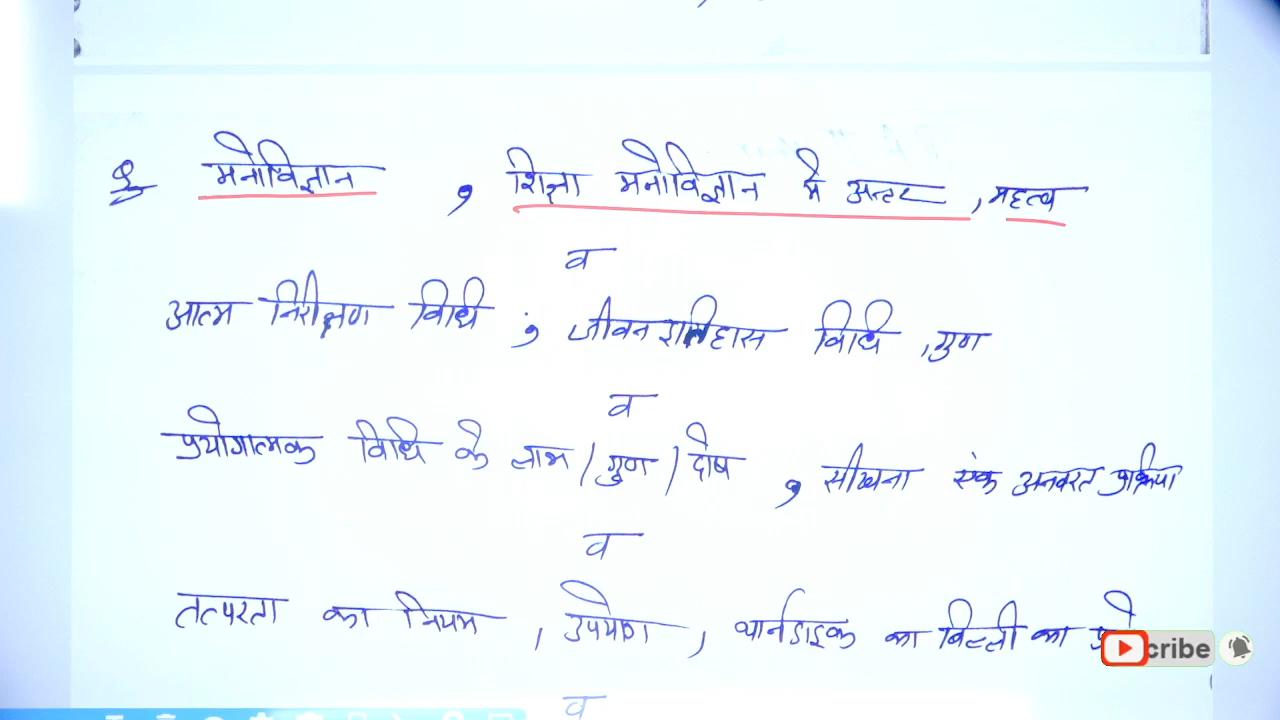 मनोविज्ञान , शिक्षा मनोविज्ञान में अन्तर , महत्व
व
आत्म निरीक्षण विधि ; जीवन इतिहास विधि , गुण
व
प्रयोगात्मक विधि के लाभ / गुण / दोष , सीखना एक अनवरत प्रक्रिया
व
तत्परता का नियम , उपयोग , थार्नडाइक का बिल्ली का
cribe
व